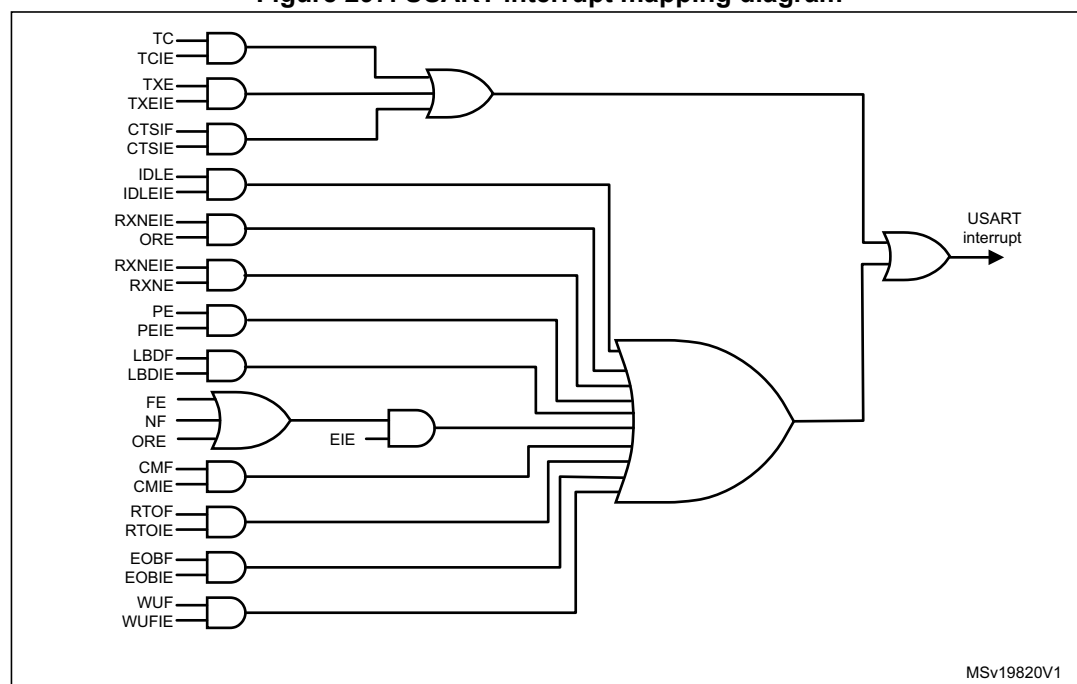 Figure USART interrupt mapping diagram
TC
TCIE
TXE
TXEIE
CTSIF
CTSIE
IDLE
IDLEIE
RXNEIE
ORE
RXNEIE
RXNE
PE
PEIE
LBDF
LBDIE
FE
NF
ORE
EIE
CMF
CMIE
RTOF
RTOIE
EOBF
EOBIE
WUF
WUFIE
USART
interrupt
MSv19820V1